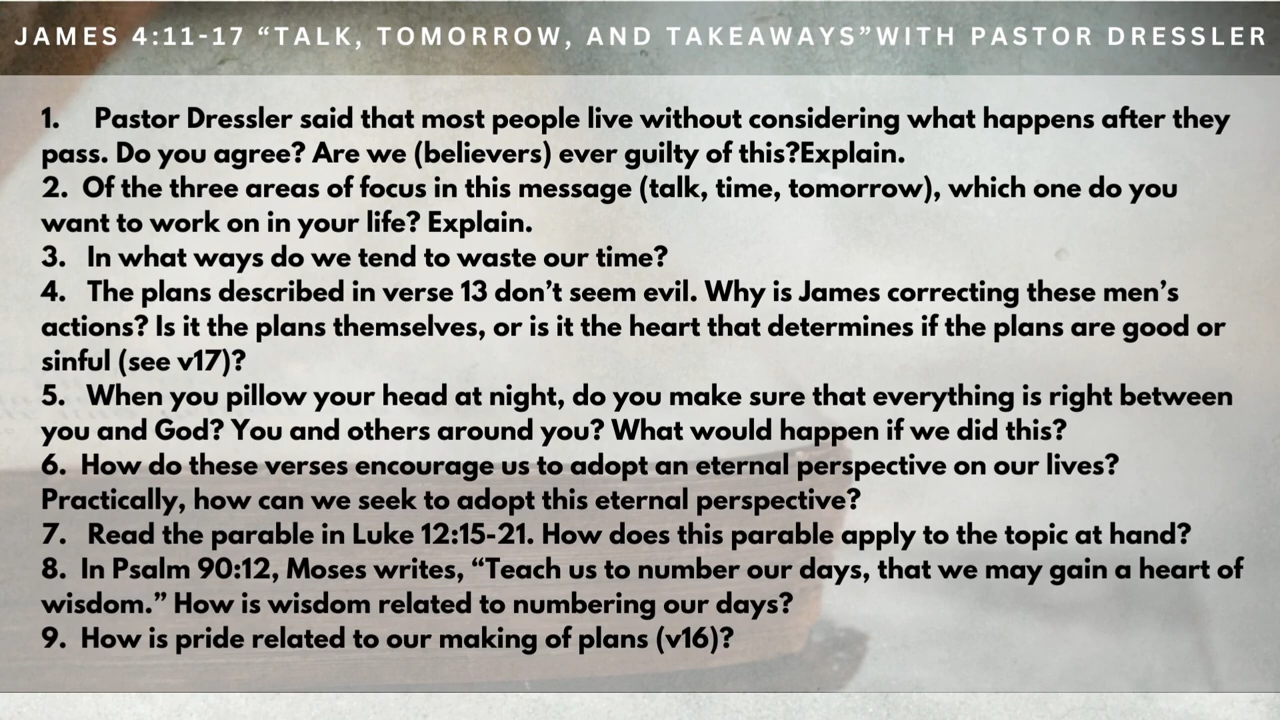 JAMES 4:11-17 “TALK, TOMORROW, AND TAKEAWAYS”WITH PASTOR DRESSLER
1. Pastor Dressler said that most people live without considering what happens after they
pass. Do you agree? Are we (believers) ever guilty of this?Explain.
2. Of the three areas of focus in this message (talk, time, tomorrow), which one do you
want to work on in your life? Explain.
3. In what ways do we tend to waste our time?
4. The plans described in verse 13 don’t seem evil. Why is James correcting these men’s
actions? Is it the plans themselves, or is it the heart that determines if the plans are good or
sinful (see v17)?
5. When you pillow your head at night, do you make sure that everything is right between
you and God? You and others around you? What would happen if we did this?
6. How do these verses encourage us to adopt an eternal perspective on our lives?
Practically, how can we seek to adopt this eternal perspective?
7. Read the parable in Luke 12:15-21. How does this parable apply to the topic at hand?
8. In Psalm 90:12, Moses writes, “Teach us to number our days, that we may gain a heart of
wisdom.” How is wisdom related to numbering our days?
9. How is pride related to our making of plans (v16)?